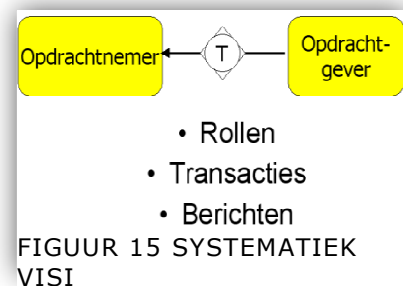 Opdrachtnemer
T
Opdracht-
gever
• Rollen
• Transacties
• Berichten
FIGUUR 15 SYSTEMATIEK
VISI